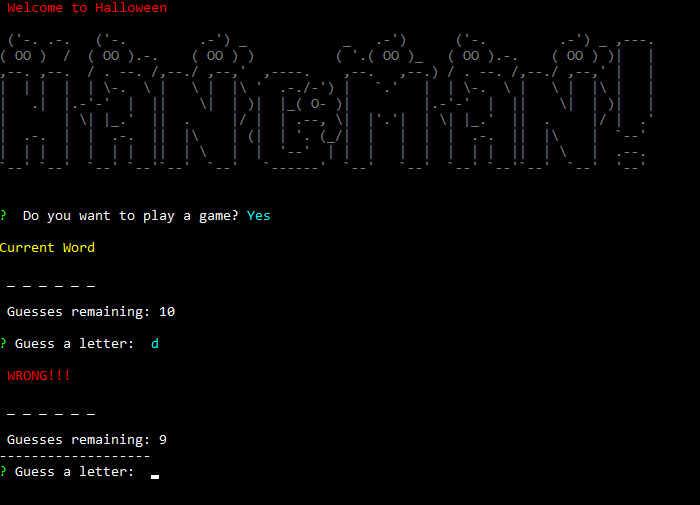 Welcome to Halloween
HANGMAN!
? Do you want to play a game? Yes
Current Word
_ _ _ _ _ _
Guesses remaining: 10
? Guess a letter: d
WRONG!!!
_ _ _ _ _ _
Guesses remaining: 9
-------------------
? Guess a letter: _